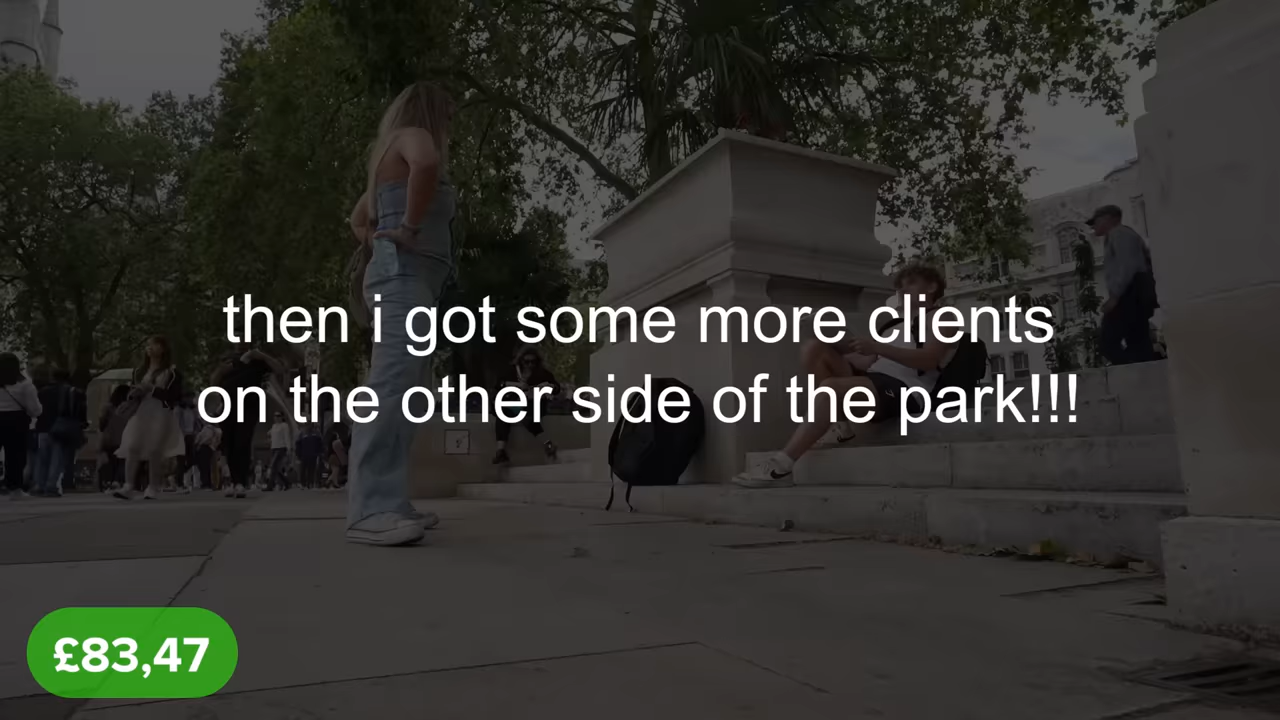 then i got some more clients
on the other side of the park!!!
£83,47